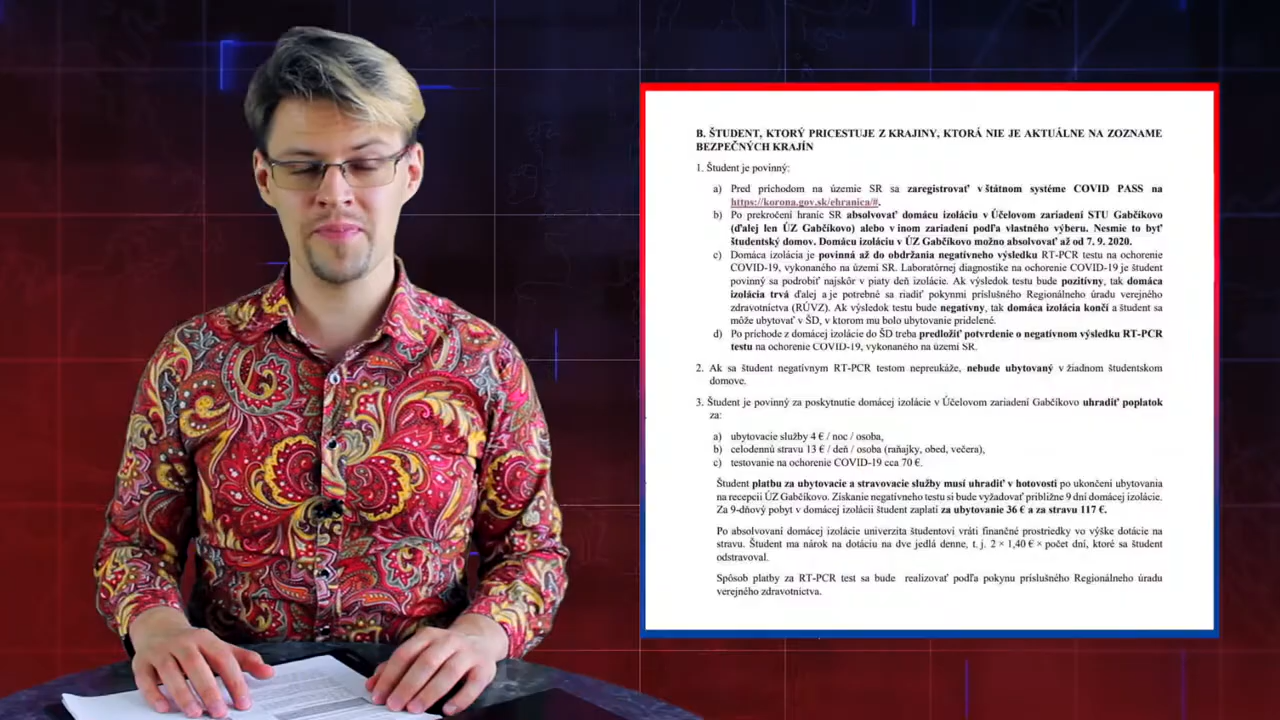 B. ŠTUDENT, KTORÝ PRICESTUJE Z KRAJINY, KTORÁ NIE JE AKTUÁLNE NA ZOZNAME
BEZPEČNÝCH KRAJÍN
1. Študent je povinný:
a) Pred príchodom na územie SR sa zaregistrovať v štátnom systéme COVID PASS na
https://korona.gov.sk/ehranica/#.
b) Po prekročení hraníc SR absolvovať domácu izoláciu v Účelovom zariadení STU Gabčíkovo
(ďalej len ÚZ Gabčíkovo) alebo v inom zariadení podľa vlastného výberu. Nesmie to byť
študentský domov. Domácu izoláciu v ÚZ Gabčíkovo možno absolvovať až od 7. 9. 2020.
c) Domáca izolácia je povinná až do obdržania negatívneho výsledku RT-PCR testu na ochorenie
COVID-19, vykonaného na území SR. Laboratórnej diagnostike na ochorenie COVID-19 je študent
povinný sa podrobiť najskôr v piaty deň izolácie. Ak výsledok testu bude pozitívny, tak domáca
izolácia trvá ďalej a je potrebné sa riadiť pokynmi príslušného Regionálneho úradu verejného
zdravotníctva (RÚVZ). Ak výsledok testu bude negatívny, tak domáca izolácia končí a študent sa
môže ubytovať v ŠD, v ktorom mu bolo ubytovanie pridelené.
d) Po príchode z domácej izolácie do ŠD treba predložiť potvrdenie o negatívnom výsledku RT-PCR
testu na ochorenie COVID-19, vykonaného na území SR.
2. Ak sa študent negatívnym RT-PCR testom nepreukáže, nebude ubytovaný v žiadnom študentskom
domove.
3. Študent je povinný za poskytnutie domácej izolácie v Účelovom zariadení Gabčíkovo uhradiť poplatok
za:
a) ubytovacie služby 4 € / noc / osoba,
b) celodennú stravu 13 € / deň / osoba (raňajky, obed, večera),
c) testovanie na ochorenie COVID-19 cca 70 €.
Študent platbu za ubytovacie a stravovacie služby musí uhradiť v hotovosti po ukončení ubytovania
na recepcii ÚZ Gabčíkovo. Získanie negatívneho testu si bude vyžadovať približne 9 dní domácej izolácie.
Za 9-dňový pobyt v domácej izolácii študent zaplatí za ubytovanie 36 € a za stravu 117 €.
Po absolvovaní domácej izolácie univerzita študentovi vráti finančné prostriedky vo výške dotácie na
stravu. Študent má nárok na dotáciu na dve jedlá denne, t. j. 2 × 1,40 € × počet dní, ktoré sa študent
odstravoval.
Spôsob platby za RT-PCR test sa bude realizovať podľa pokynu príslušného Regionálneho úradu
verejného zdravotníctva.